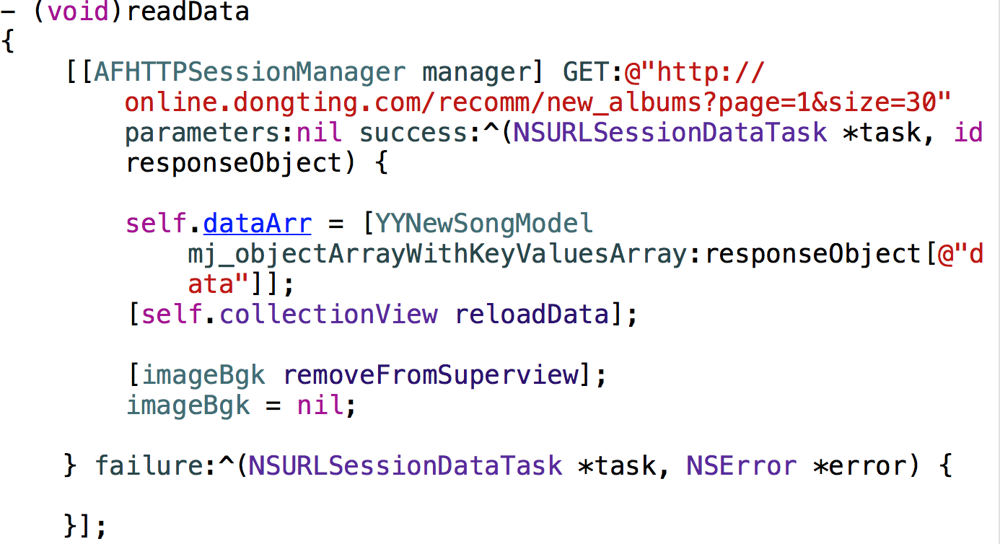 - (void)readData
{
[[AFHTTPSessionManager manager] GET:@"http://
online.dongting.com/recomm/new_albums?page=1&size=30"
parameters:nil success:^(NSURLSessionDataTask *task, id
responseObject) {
self.dataArr = [YYNewSongModel
mj_objectArrayWithKeyValuesArray:responseObject[@"d
ata"]];
[self.collectionView reloadData];
[imageBgk removeFromSuperview];
imageBgk = nil;
} failure:^(NSURLSessionDataTask *task, NSError *error) {
}];